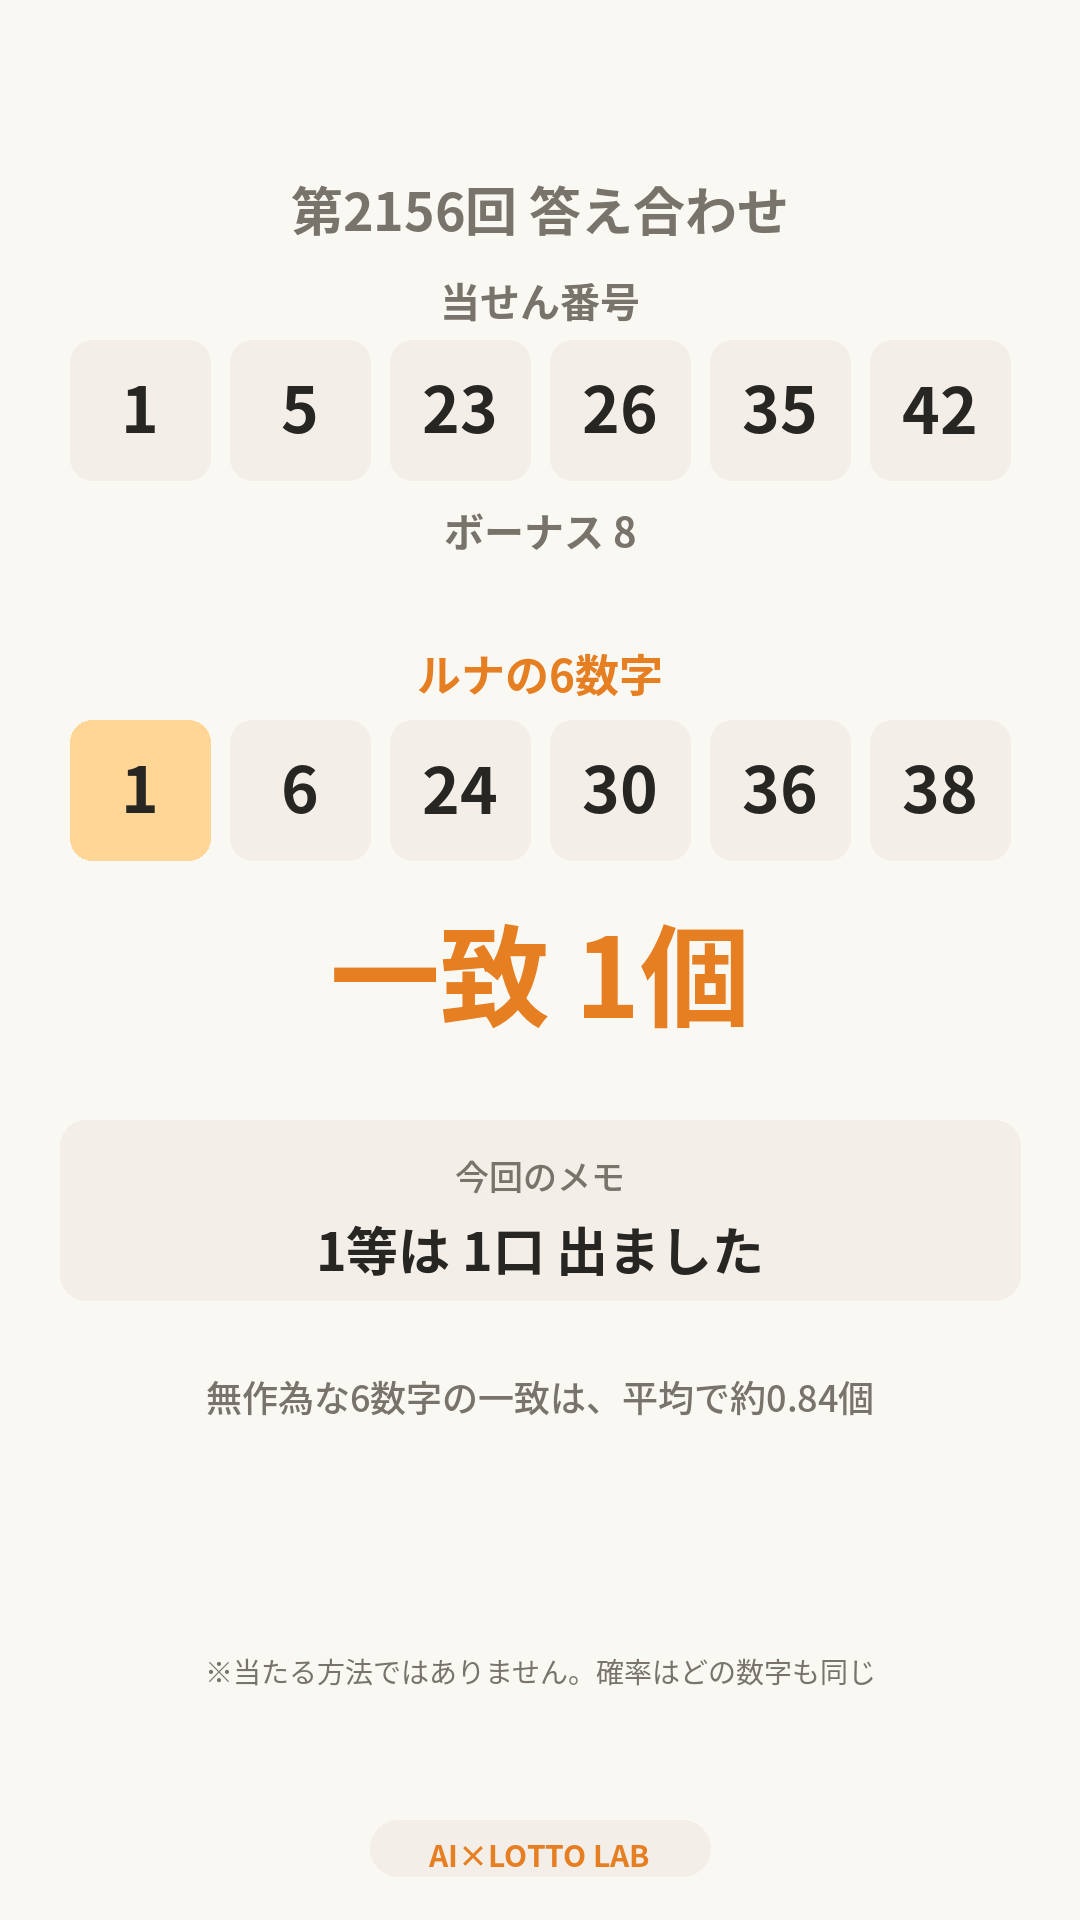 第2156回 答え合わせ
当せん番号
1 5 23 26 35 42
ボーナス 8
ルナの6数字
1 6 24 30 36 38
一致 1個
今回のメモ
1等は 1口 出ました
無作為な6数字の一致は、平均で約0.84個
※当たる方法ではありません。確率はどの数字も同じ
AI×LOTTO LAB